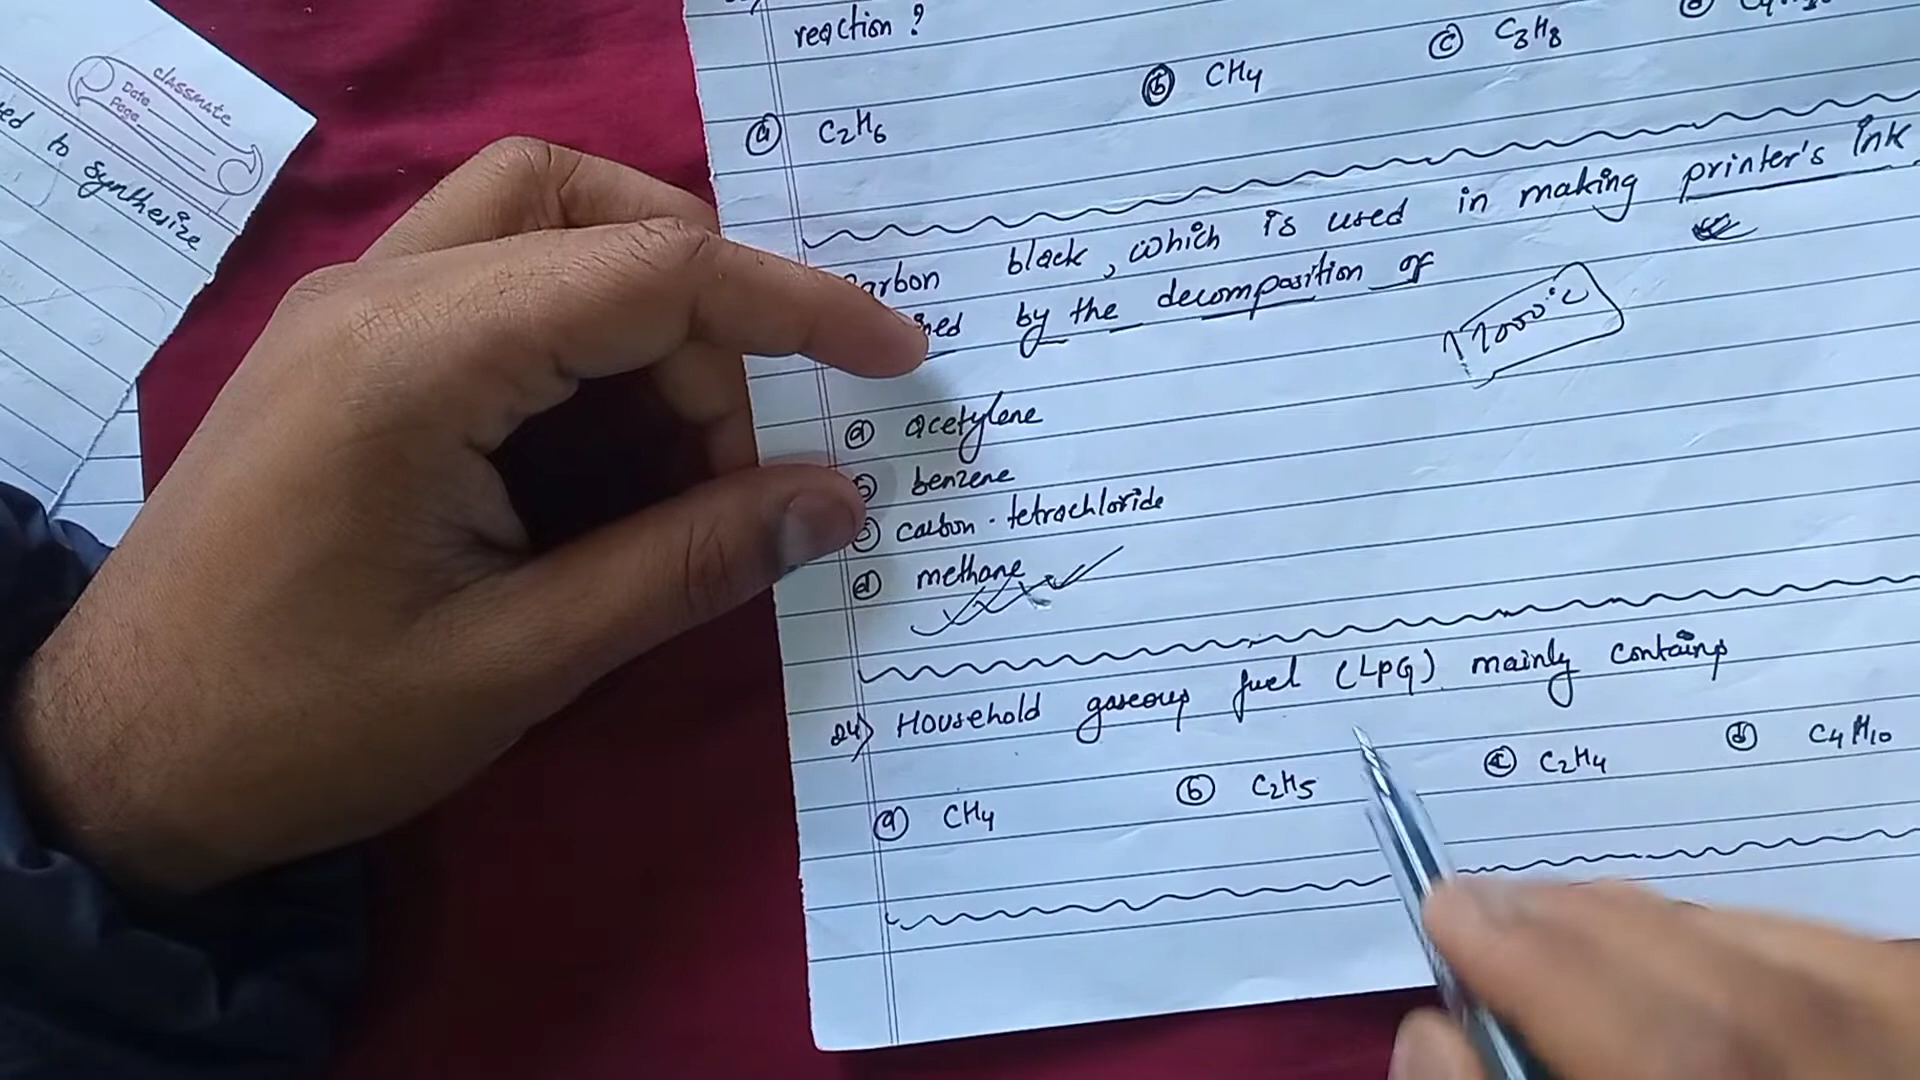 classmate
Date
Page
ed to synthesize
reaction ?
(a) C2H6 (b) CH4 (c) C3H8 (d)
Carbon black, which is used in making printer's ink
ined by the decomposition of
1000°C
(a) acetylene
(b) benzene
(c) carbon-tetrachloride
(d) methane
24) Household gaseous fuel (LPG) mainly contains
(a) CH4 (b) C2H5 (c) C2H4 (d) C4H10